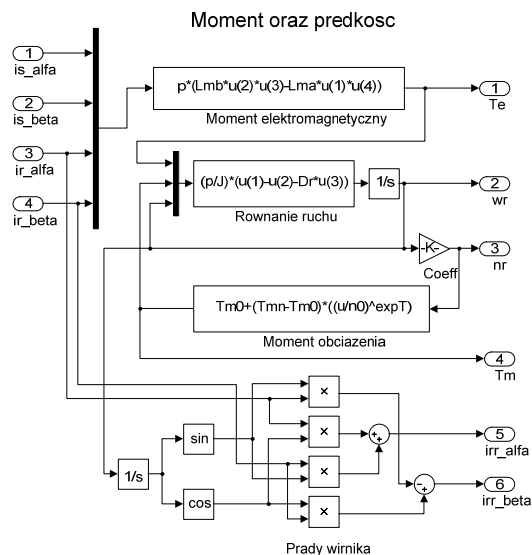 Moment oraz predkosc
1
is_alfa
2
is_beta
3
ir_alfa
4
ir_beta
p*(Lmb*u(2)*u(3)-Lma*u(1)*u(4))
Moment elektromagnetyczny
1
Te
(p/J)*(u(1)-u(2)-Dr*u(3))
Rownanie ruchu
1/s
2
wr
-K-
Coeff
3
nr
Tm0+(Tmn-Tm0)*((u/n0)^expT)
Moment obciazenia
4
Tm
×
×
×
×
sin
cos
1/s
+
+
5
irr_alfa
-
+
6
irr_beta
Prady wirnika